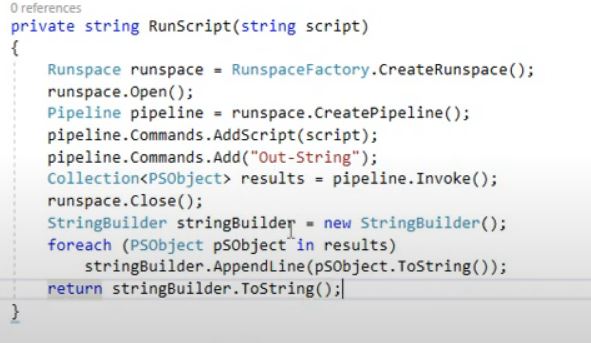 0 references
private string RunScript(string script)
{
Runspace runspace = RunspaceFactory.CreateRunspace();
runspace.Open();
Pipeline pipeline = runspace.CreatePipeline();
pipeline.Commands.AddScript(script);
pipeline.Commands.Add("Out-String");
Collection<PSObject> results = pipeline.Invoke();
runspace.Close();
StringBuilder stringBuilder = new StringBuilder();
foreach (PSObject pSObject in results)
stringBuilder.AppendLine(pSObject.ToString());
return stringBuilder.ToString();
}